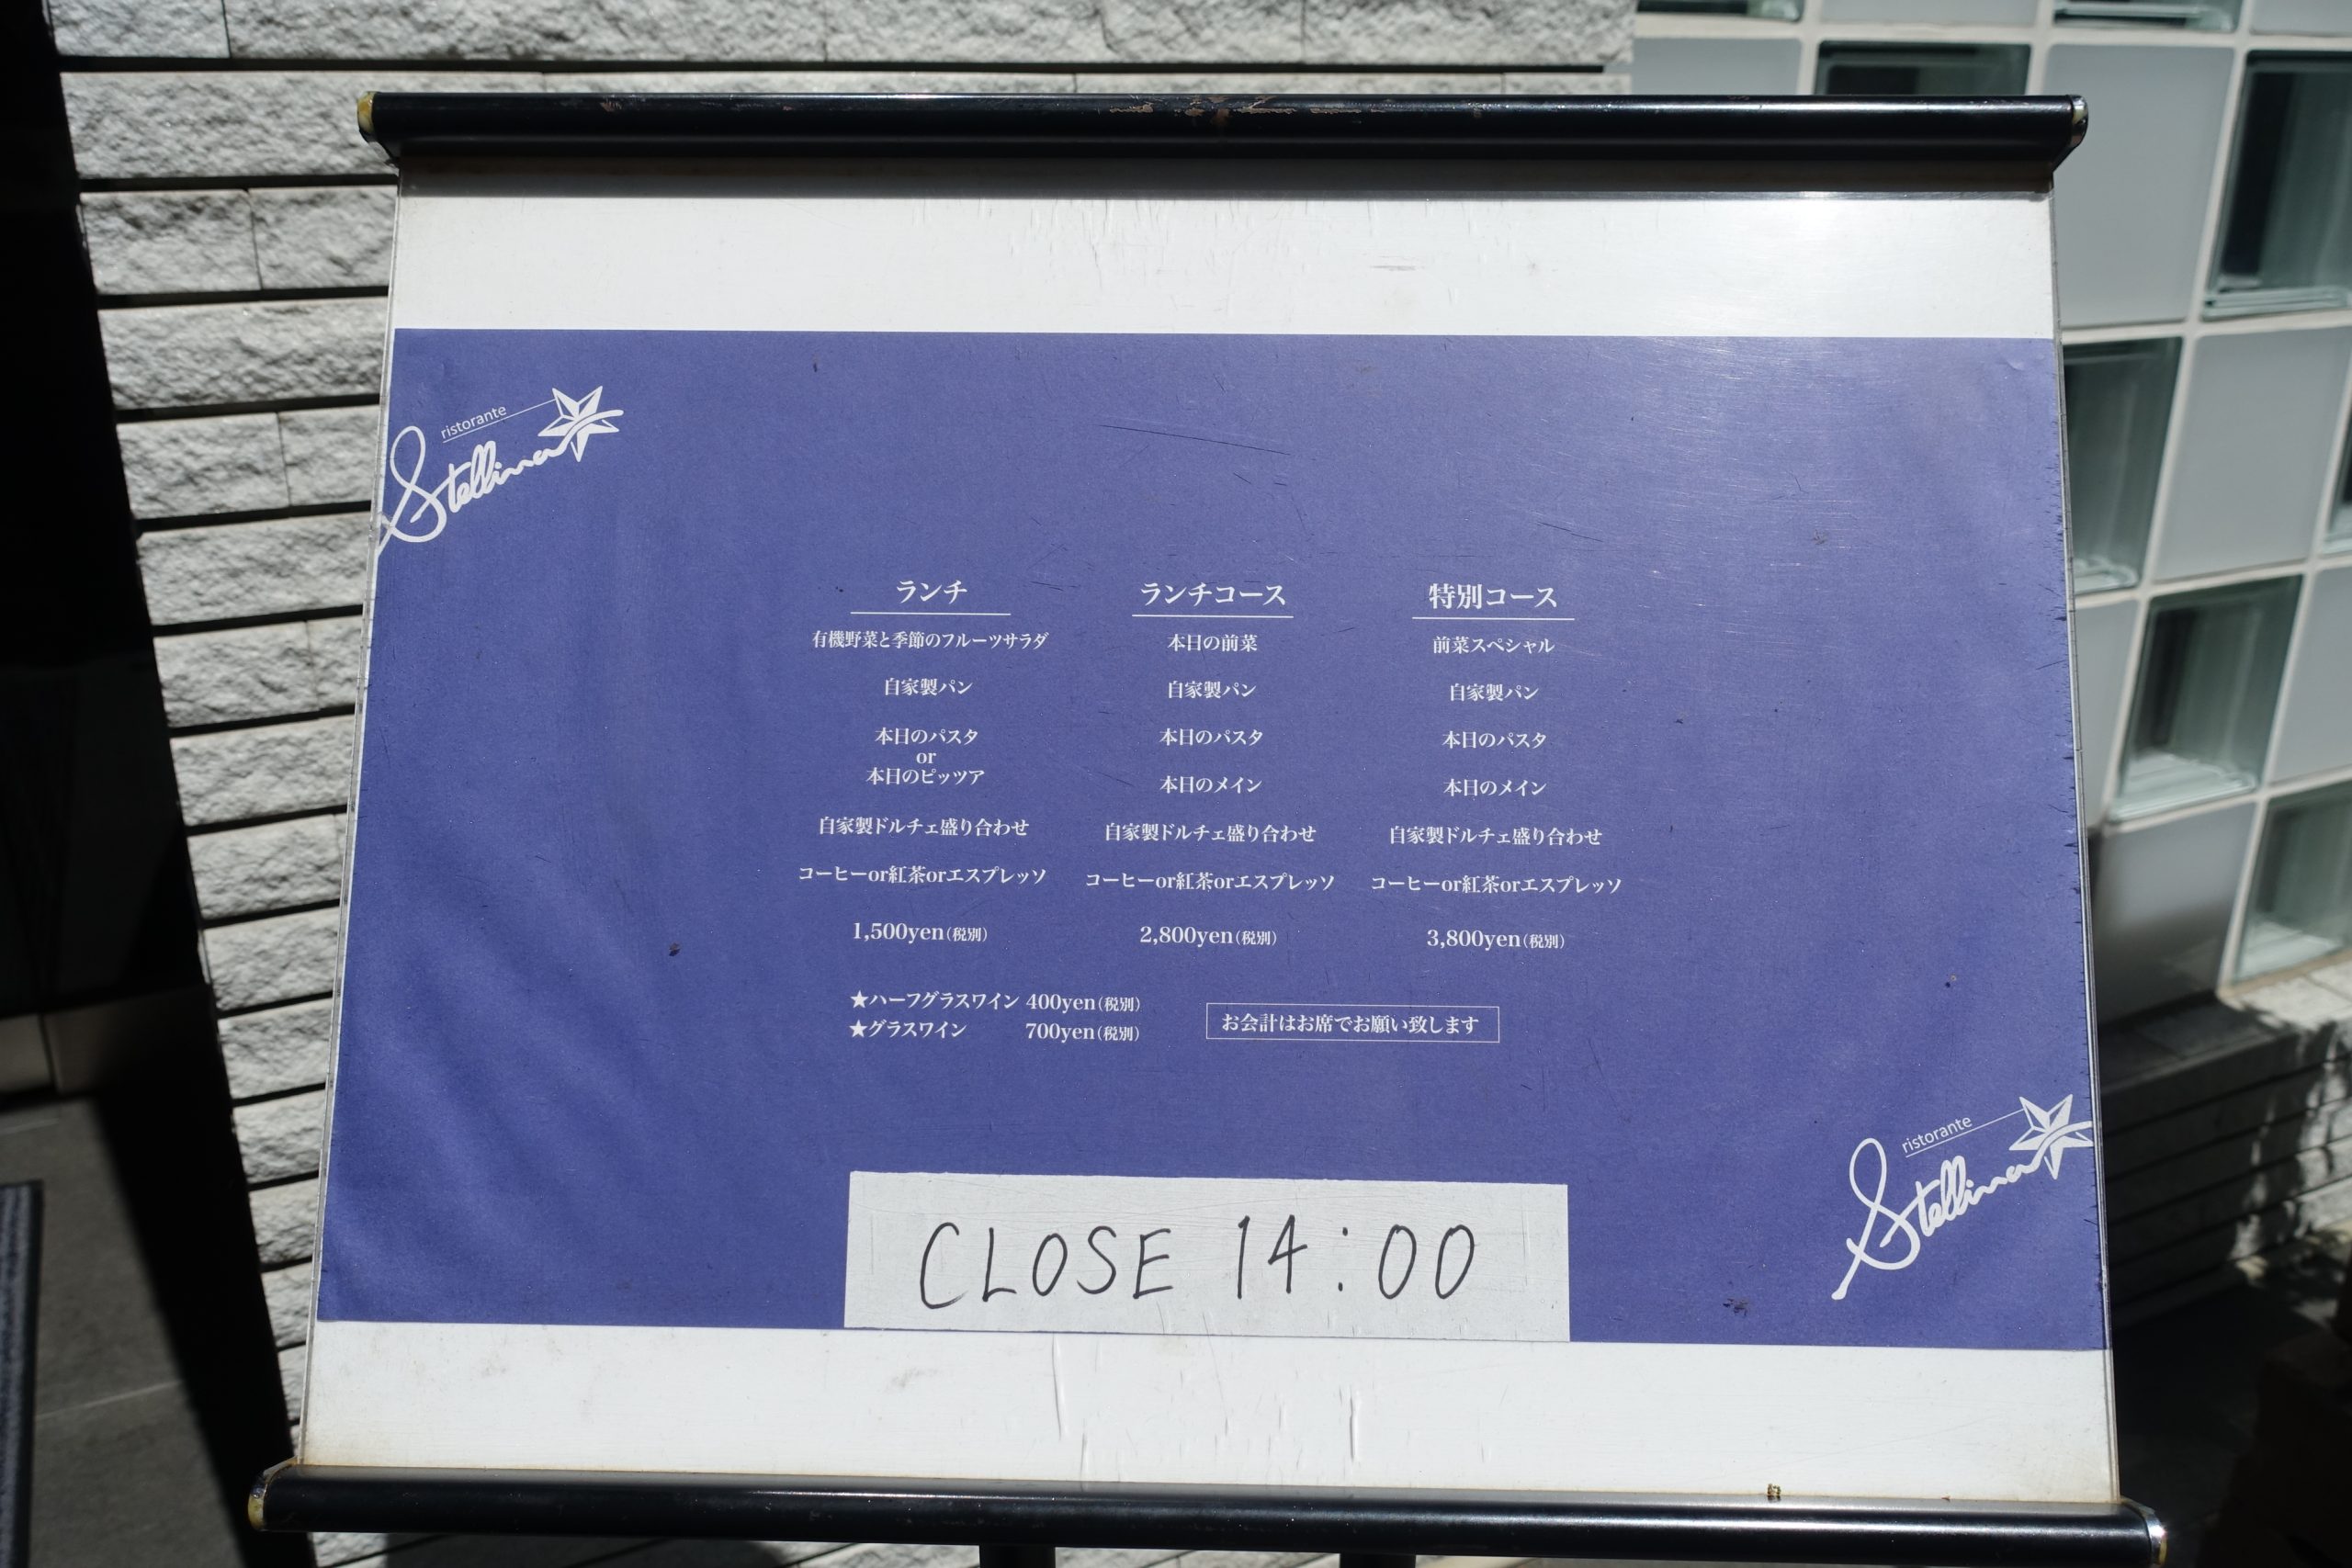 ristorante
Stellina
ランチ
有機野菜と季節のフルーツサラダ
自家製パン
本日のパスタ
or
本日のピッツア
自家製ドルチェ盛り合わせ
コーヒーor紅茶orエスプレッソ
1,500yen(税別)
ランチコース
本日の前菜
自家製パン
本日のパスタ
本日のメイン
自家製ドルチェ盛り合わせ
コーヒーor紅茶orエスプレッソ
2,800yen(税別)
特別コース
前菜スペシャル
自家製パン
本日のパスタ
本日のメイン
自家製ドルチェ盛り合わせ
コーヒーor紅茶orエスプレッソ
3,800yen(税別)
★ハーフグラスワイン 400yen(税別)
★グラスワイン 700yen(税別)
お会計はお席でお願い致します
ristorante
Stellina
CLOSE 14:00